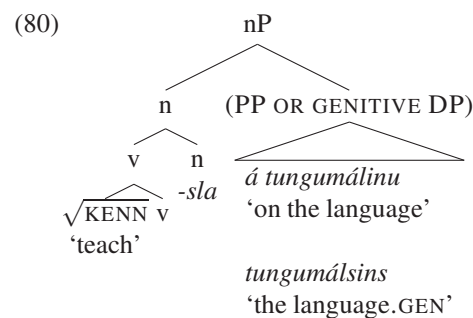 (80) nP
n (PP OR GENITIVE DP)
v n
-sla á tungumálinu
√KENN v 'on the language'
'teach'
tungumálsins
'the language.GEN'